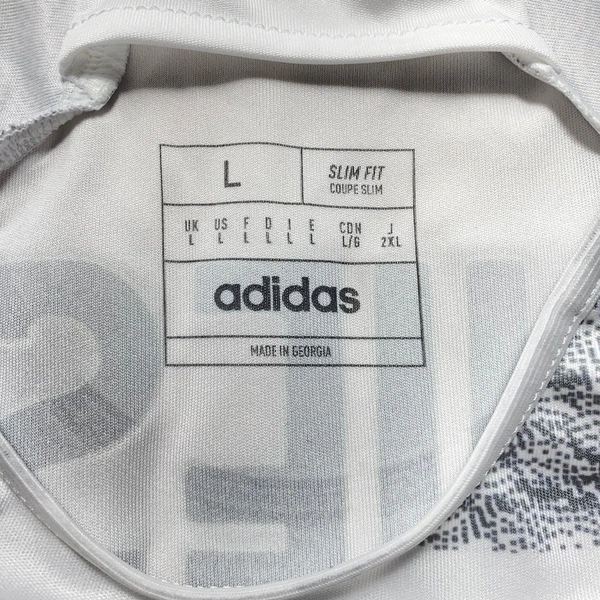 L
SLIM FIT
COUPE SLIM
UK US F D I E CDN J
L L L L L L L/G 2XL
adidas
MADE IN GEORGIA